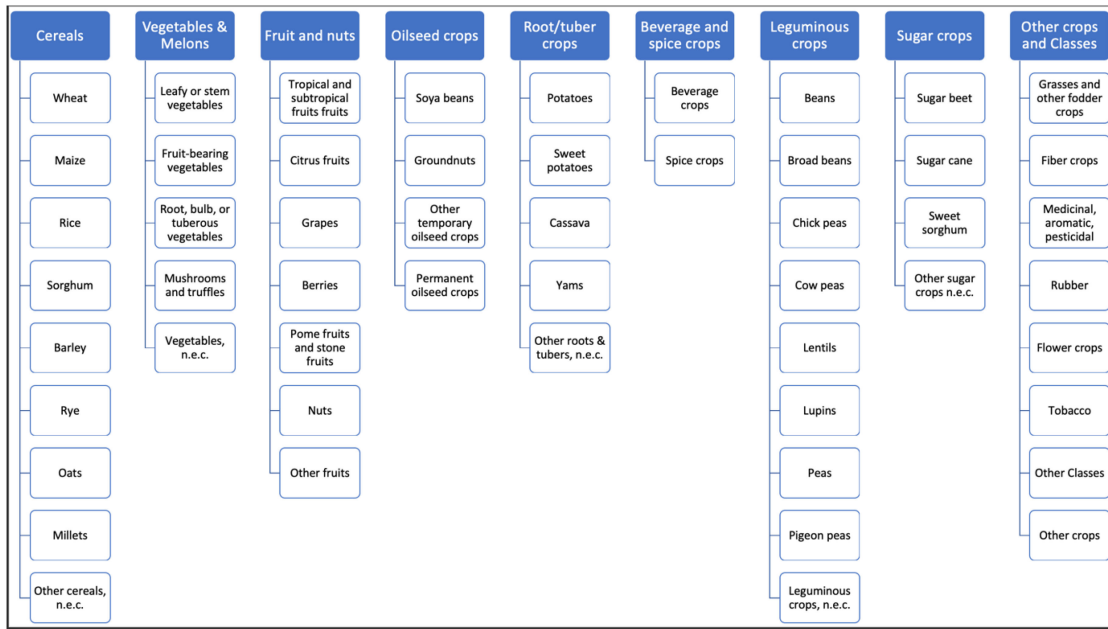 Cereals
Wheat
Maize
Rice
Sorghum
Barley
Rye
Oats
Millets
Other cereals,
n.e.c.
Vegetables &
Melons
Leafy or stem
vegetables
Fruit-bearing
vegetables
Root, bulb, or
tuberous
vegetables
Mushrooms
and truffles
Vegetables,
n.e.c.
Fruit and nuts
Tropical and
subtropical
fruits fruits
Citrus fruits
Grapes
Berries
Pome fruits
and stone
fruits
Nuts
Other fruits
Oilseed crops
Soya beans
Groundnuts
Other
temporary
oilseed crops
Permanent
oilseed crops
Root/tuber
crops
Potatoes
Sweet
potatoes
Cassava
Yams
Other roots &
tubers, n.e.c.
Beverage and
spice crops
Beverage
crops
Spice crops
Leguminous
crops
Beans
Broad beans
Chick peas
Cow peas
Lentils
Lupins
Peas
Pigeon peas
Leguminous
crops, n.e.c.
Sugar crops
Sugar beet
Sugar cane
Sweet
sorghum
Other sugar
crops n.e.c.
Other crops
and Classes
Grasses and
other fodder
crops
Fiber crops
Medicinal,
aromatic,
pesticidal
Rubber
Flower crops
Tobacco
Other Classes
Other crops